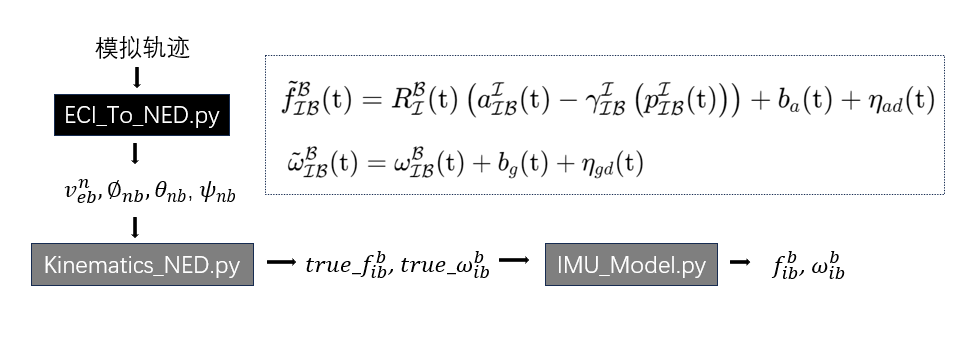 模拟轨迹
ECI_To_NED.py
$v_{eb}^{n}, \emptyset_{nb}, \theta_{nb}, \psi_{nb}$
$\tilde{f}_{\mathcal{IB}}^{\mathcal{B}}(\mathrm{t}) = R_{\mathcal{I}}^{\mathcal{B}}(\mathrm{t}) \left( a_{\mathcal{IB}}^{\mathcal{I}}(\mathrm{t}) - \gamma_{\mathcal{IB}}^{\mathcal{I}} \left( p_{\mathcal{IB}}^{\mathcal{I}}(\mathrm{t}) \right) \right) + b_a(\mathrm{t}) + \eta_{ad}(\mathrm{t})$
$\tilde{\omega}_{\mathcal{IB}}^{\mathcal{B}}(\mathrm{t}) = \omega_{\mathcal{IB}}^{\mathcal{B}}(\mathrm{t}) + b_g(\mathrm{t}) + \eta_{gd}(\mathrm{t})$
Kinematics_NED.py
$true\_f_{ib}^{b}, true\_\omega_{ib}^{b}$
IMU_Model.py
$f_{ib}^{b}, \omega_{ib}^{b}$